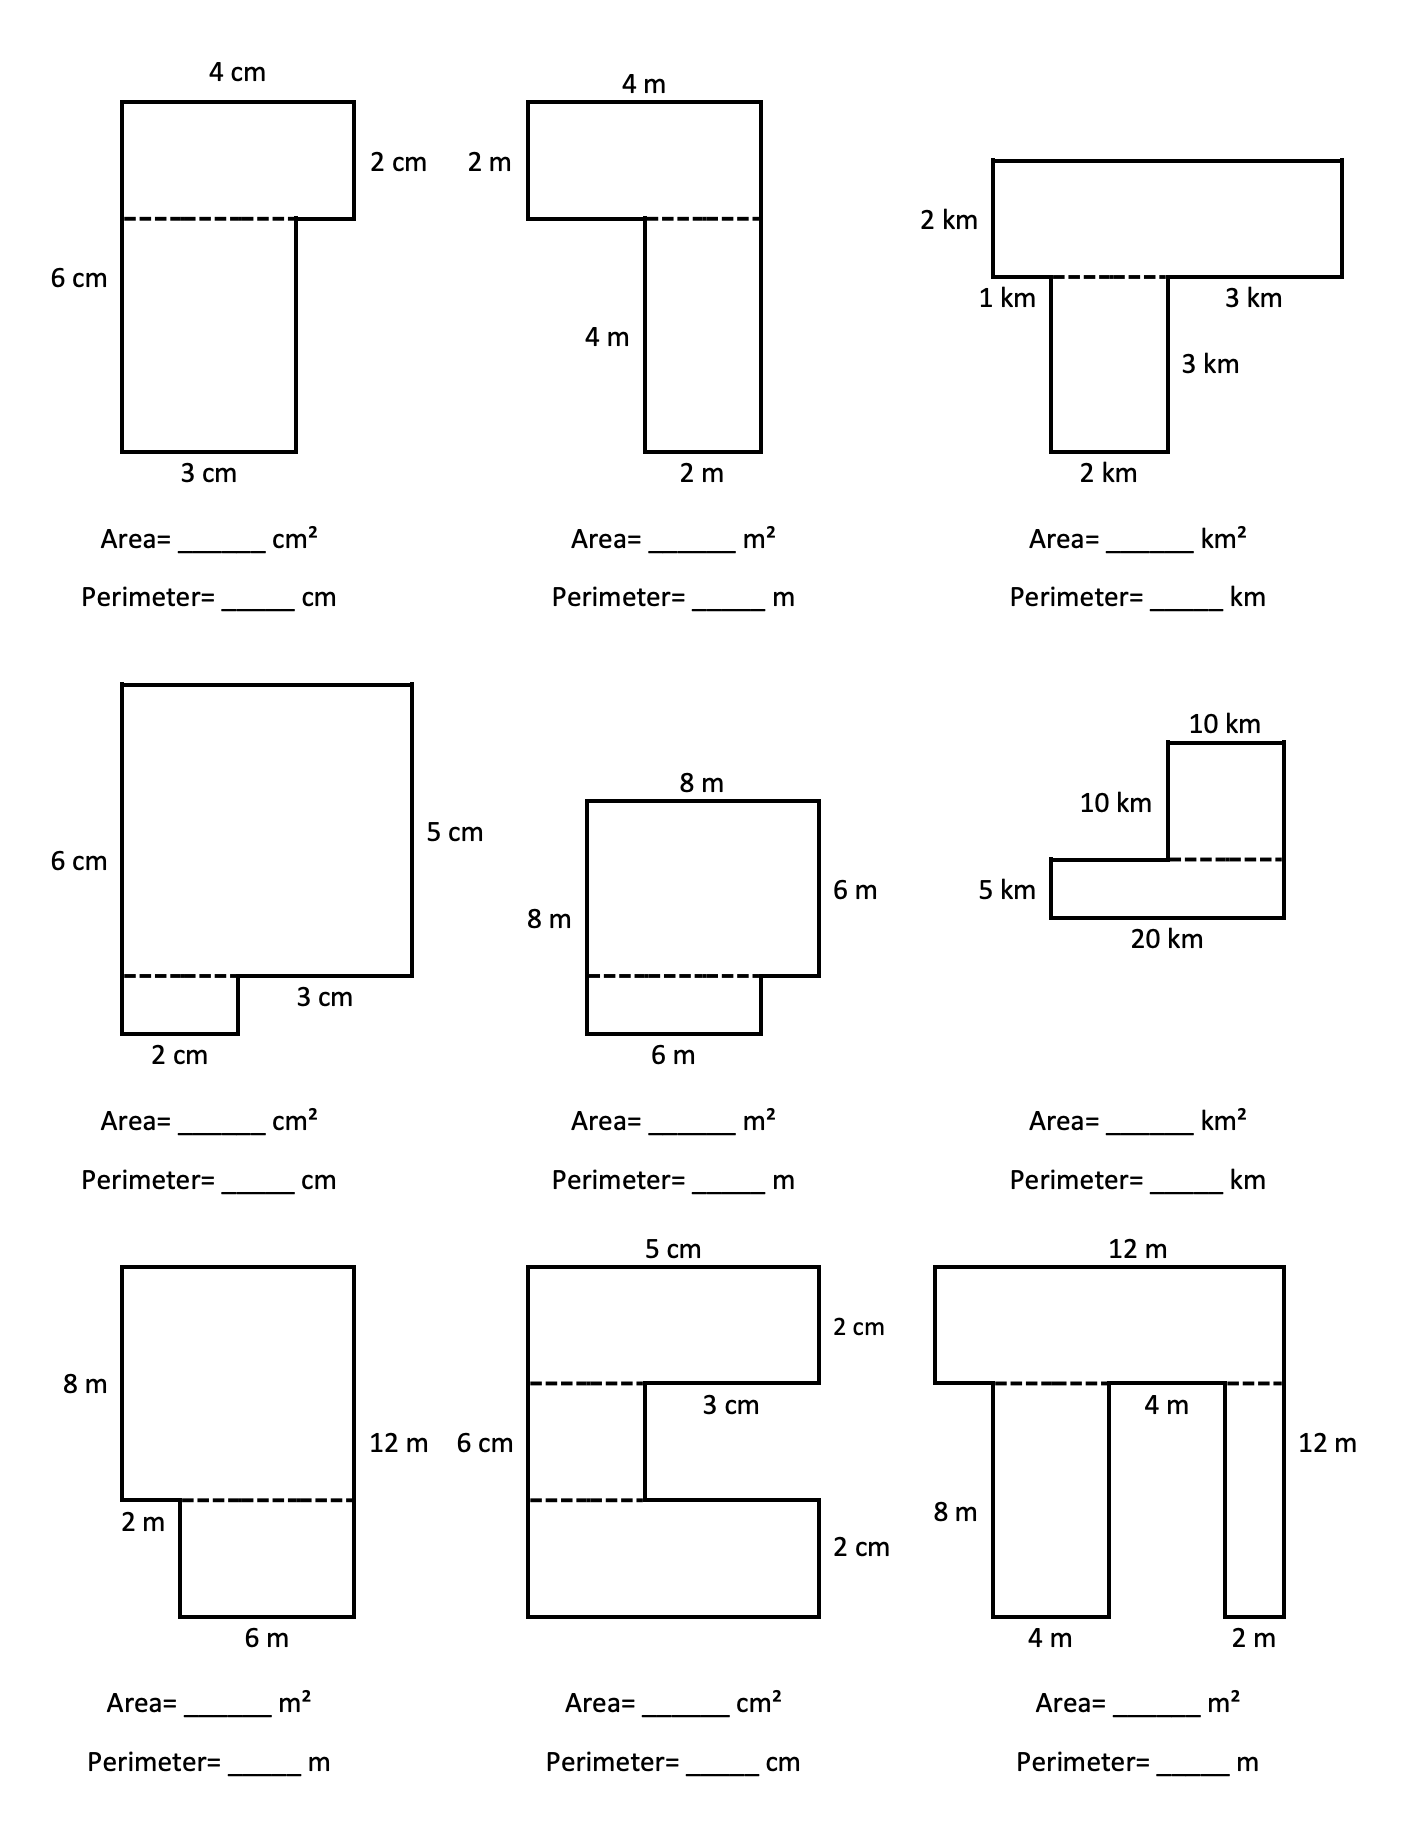 4 cm
4 m
2 cm
2 m
2 km
6 cm
1 km
3 km
4 m
3 km
3 cm
2 m
2 km
Area= ______ cm²
Area= ______ m²
Area= ______ km²
Perimeter= _____ cm
Perimeter= _____ m
Perimeter= _____ km
10 km
8 m
10 km
5 cm
6 cm
6 m
5 km
8 m
20 km
3 cm
2 cm
6 m
Area= ______ cm²
Area= ______ m²
Area= ______ km²
Perimeter= _____ cm
Perimeter= _____ m
Perimeter= _____ km
5 cm
12 m
2 cm
8 m
3 cm
4 m
12 m
6 cm
12 m
8 m
2 m
2 cm
6 m
4 m
2 m
Area= ______ m²
Area= ______ cm²
Area= ______ m²
Perimeter= _____ m
Perimeter= _____ cm
Perimeter= _____ m